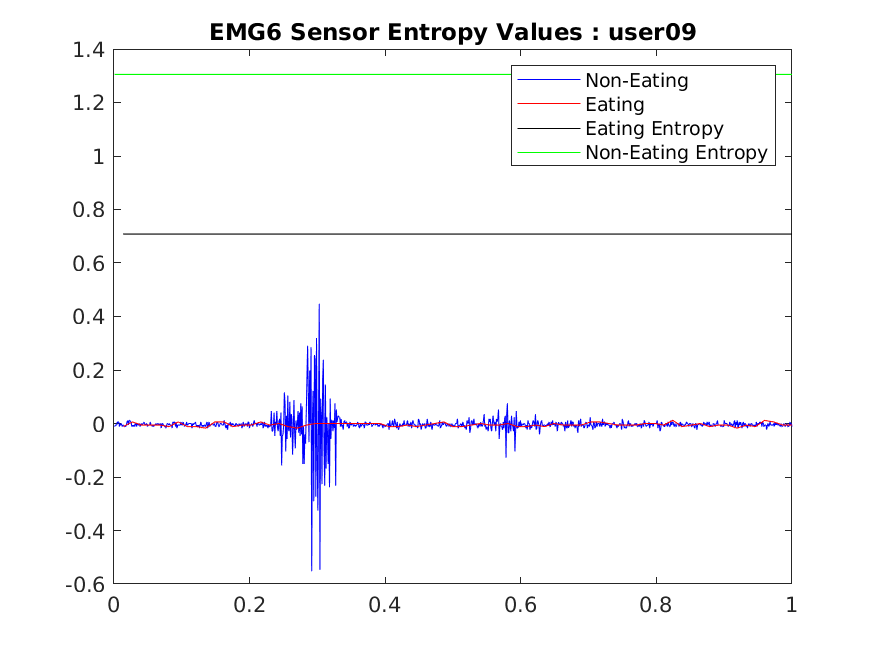 EMG6 Sensor Entropy Values : user09
1.4
Non-Eating
1.2
Eating
Eating Entropy
1
Non-Eating Entropy
0.8
0.6
0.4
0.2
0
-0.2
-0.4
-0.6
0 0.2 0.4 0.6 0.8 1